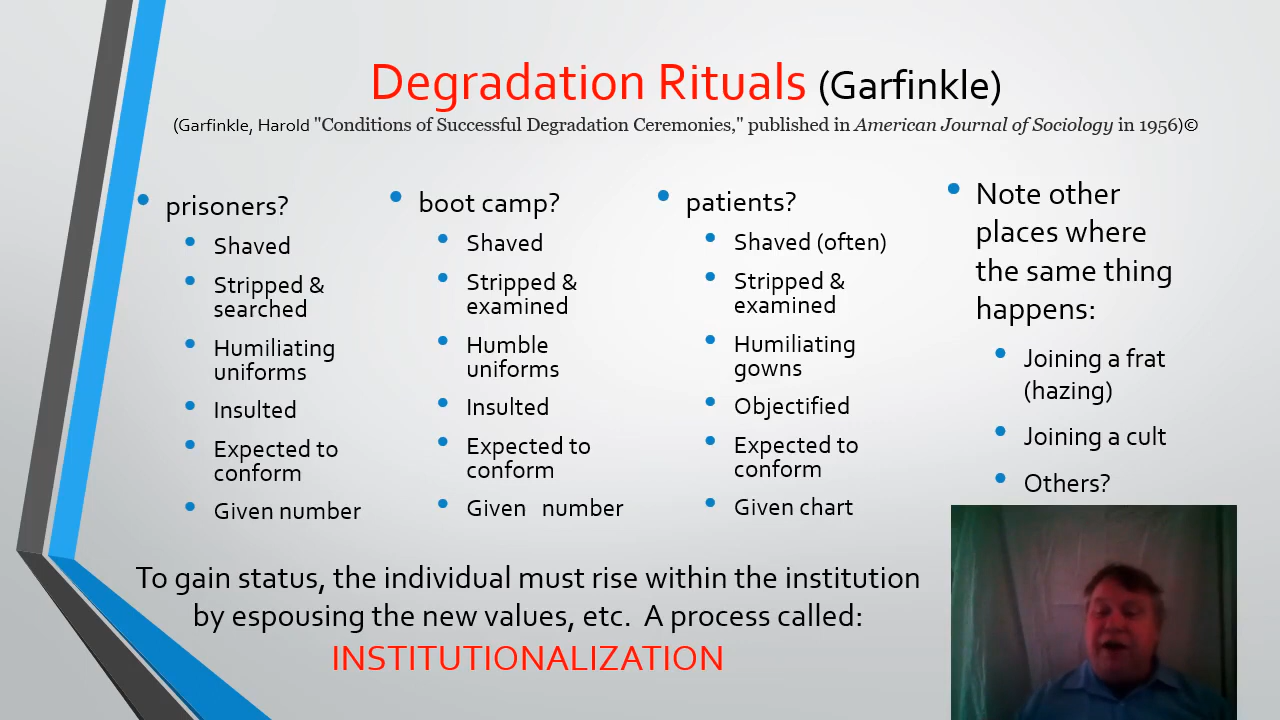 Degradation Rituals (Garfinkle)
(Garfinkle, Harold "Conditions of Successful Degradation Ceremonies," published in American Journal of Sociology in 1956)©
• prisoners?
• Shaved
• Stripped &
searched
• Humiliating
uniforms
• Insulted
• Expected to
conform
• Given number
• boot camp?
• Shaved
• Stripped &
examined
• Humble
uniforms
• Insulted
• Expected to
conform
• Given number
• patients?
• Shaved (often)
• Stripped &
examined
• Humiliating
gowns
• Objectified
• Expected to
conform
• Given chart
• Note other
places where
the same thing
happens:
• Joining a frat
(hazing)
• Joining a cult
• Others?
To gain status, the individual must rise within the institution
by espousing the new values, etc. A process called:
INSTITUTIONALIZATION